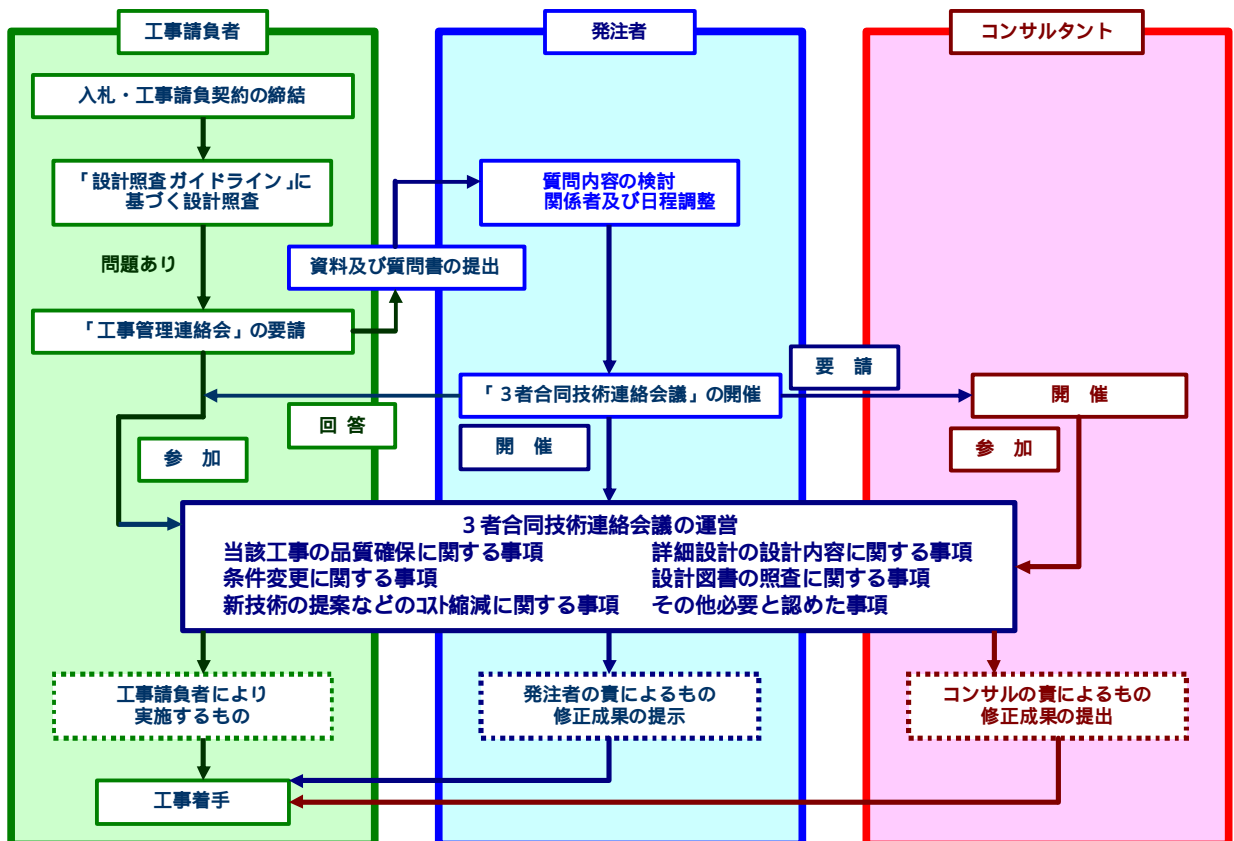 工事請負者
発注者
コンサルタント
入札・工事請負契約の締結
「設計照査ガイドライン」に
基づく設計照査
質問内容の検討
関係者及び日程調整
問題あり
資料及び質問書の提出
「工事管理連絡会」の要請
要　請
「３者合同技術連絡会議」の開催
開　催
回 答
開　催
参　加
参　加
３者合同技術連絡会議の運営
当該工事の品質確保に関する事項
詳細設計の設計内容に関する事項
条件変更に関する事項
設計図書の照査に関する事項
新技術の提案などのｺｽﾄ縮減に関する事項
その他必要と認めた事項
工事請負者により
実施するもの
発注者の責によるもの
修正成果の提示
コンサルの責によるもの
修正成果の提出
工事着手